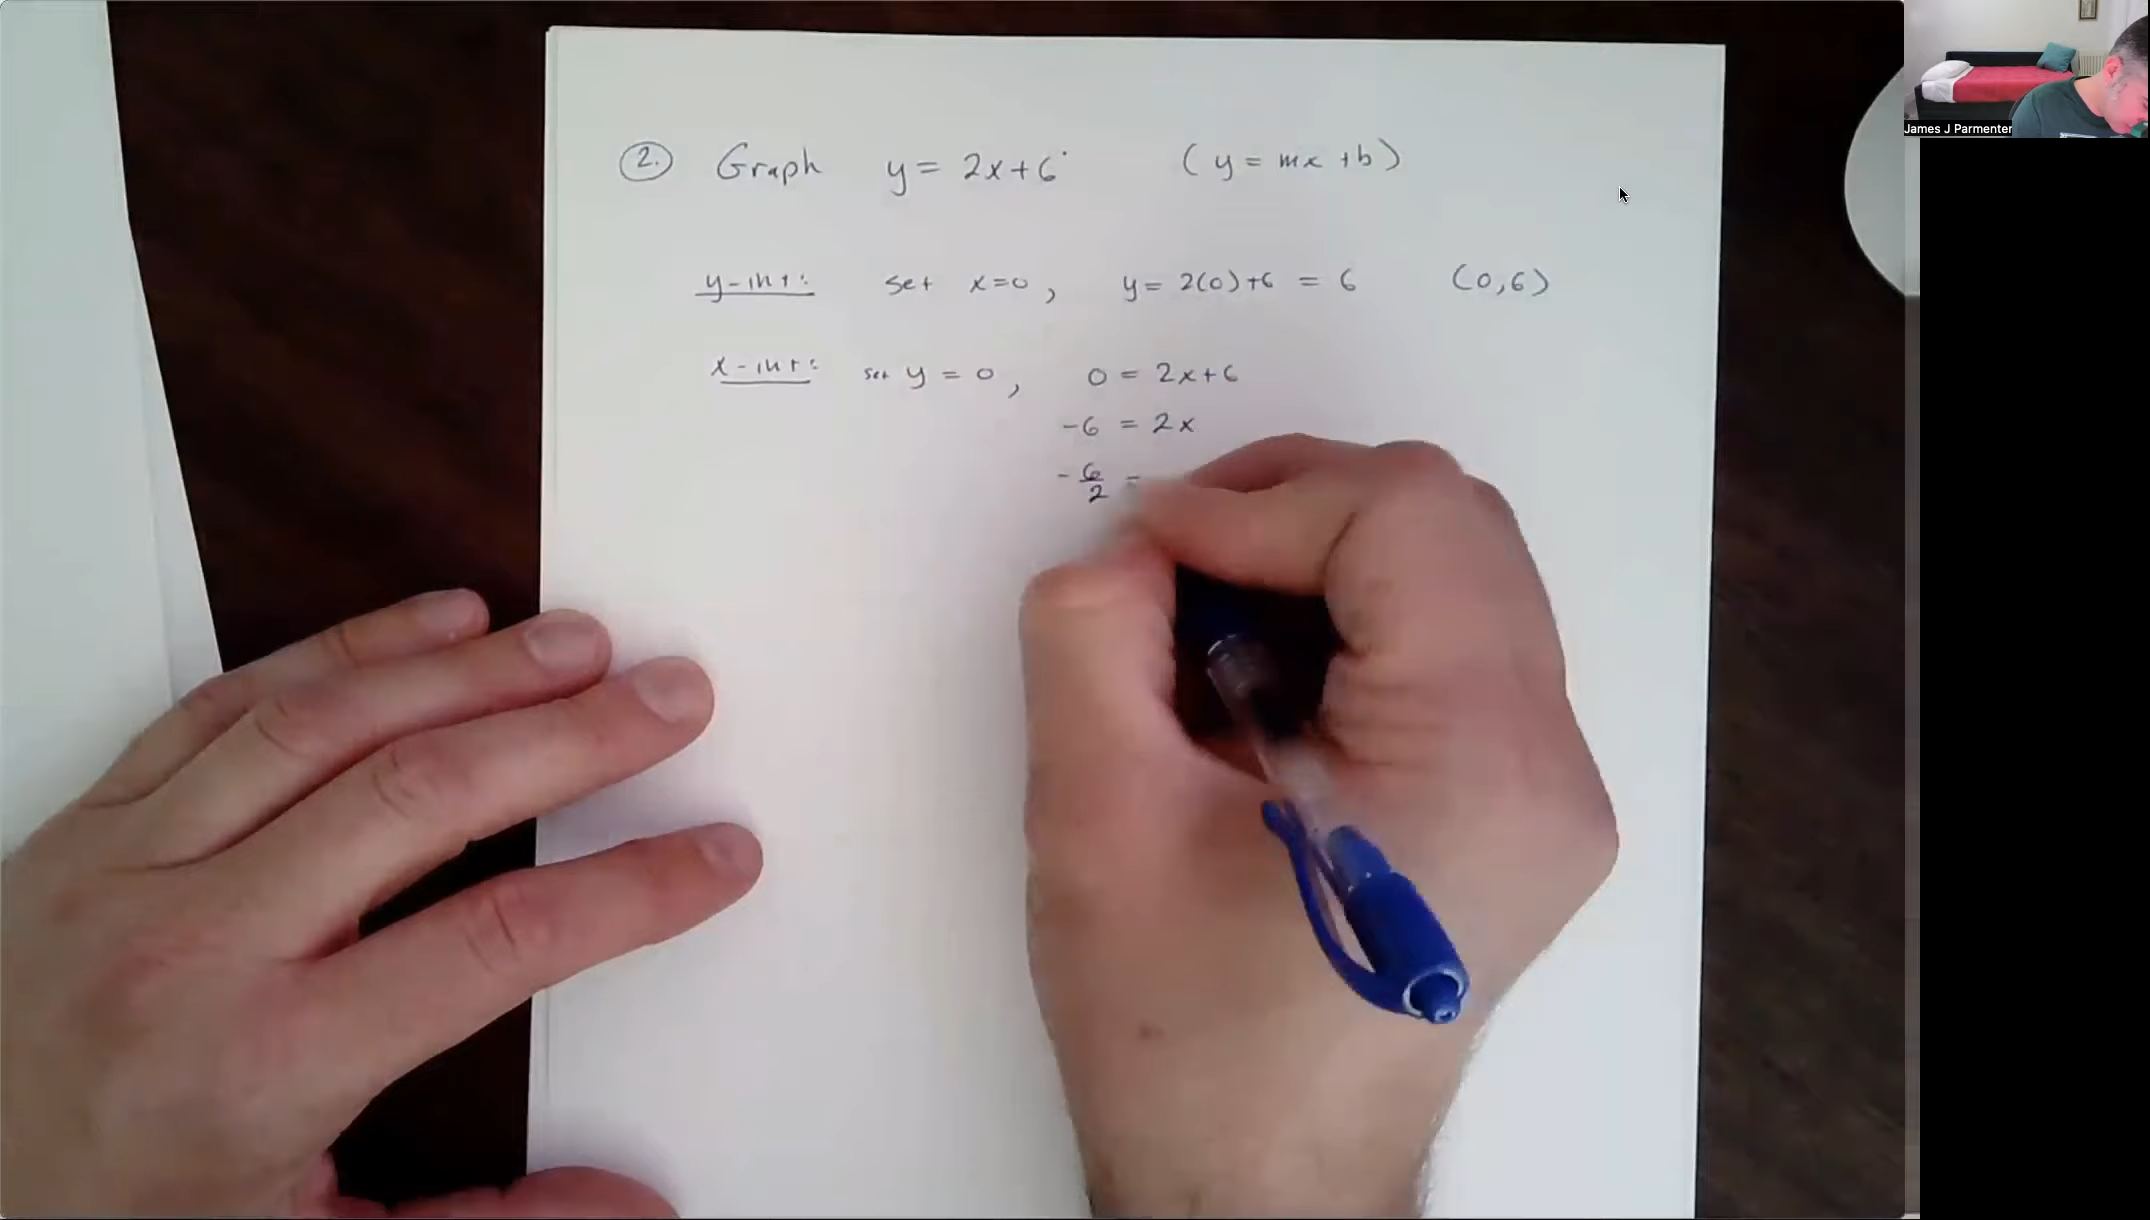 2. Graph y = 2x+6 (y = mx + b)
y-int: set x=0, y = 2(0)+6 = 6 (0,6)
x-int: set y = 0, 0 = 2x+6
-6 = 2x
-6/2 =
James J Parmenter